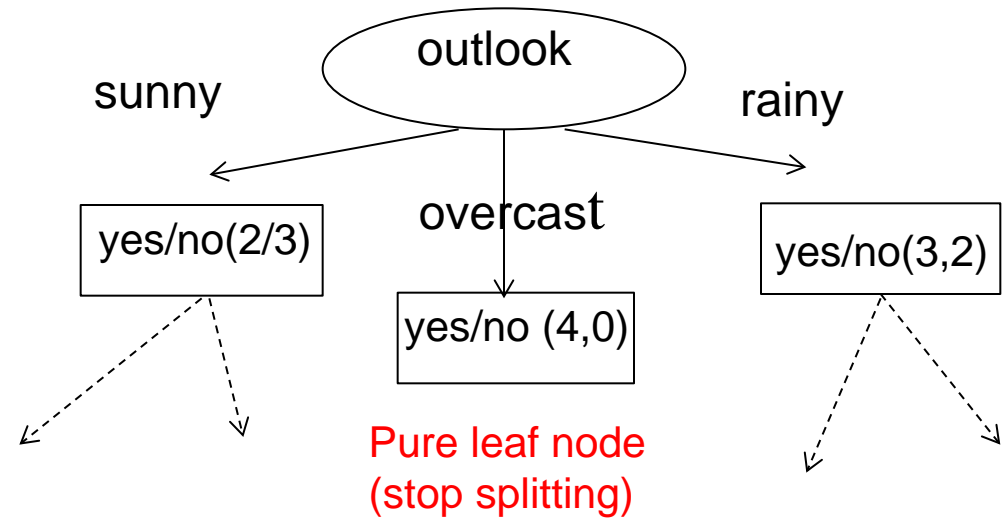 outlook
sunny
rainy
overcast
yes/no(2/3)
yes/no (4,0)
yes/no(3,2)
Pure leaf node
(stop splitting)